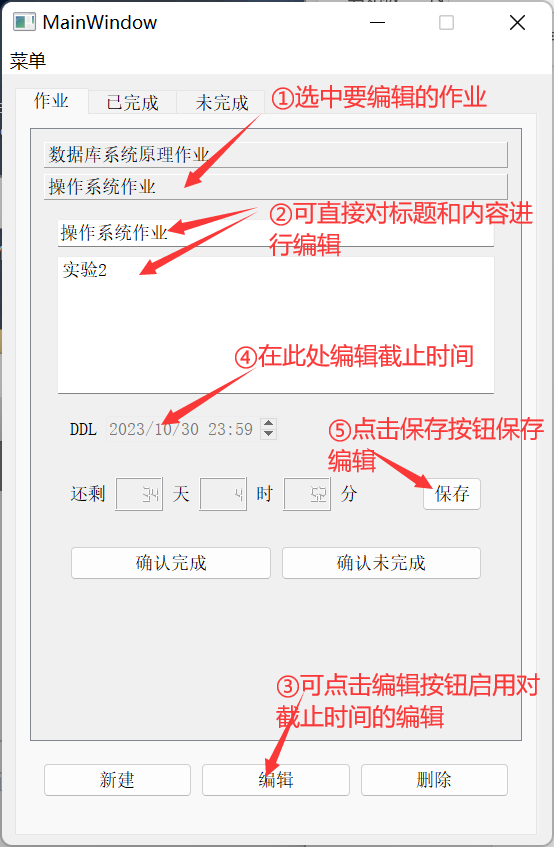 MainWindow
菜单
作业
已完成
未完成
①选中要编辑的作业
数据库系统原理作业
操作系统作业
②可直接对标题和内容进
行编辑
操作系统作业
实验2
④在此处编辑截止时间
DDL 2023/10/30 23:59
⑤点击保存按钮保存
编辑
还剩 34 天 4 时 分
保存
确认完成
确认未完成
③可点击编辑按钮启用对
截止时间的编辑
新建
编辑
删除